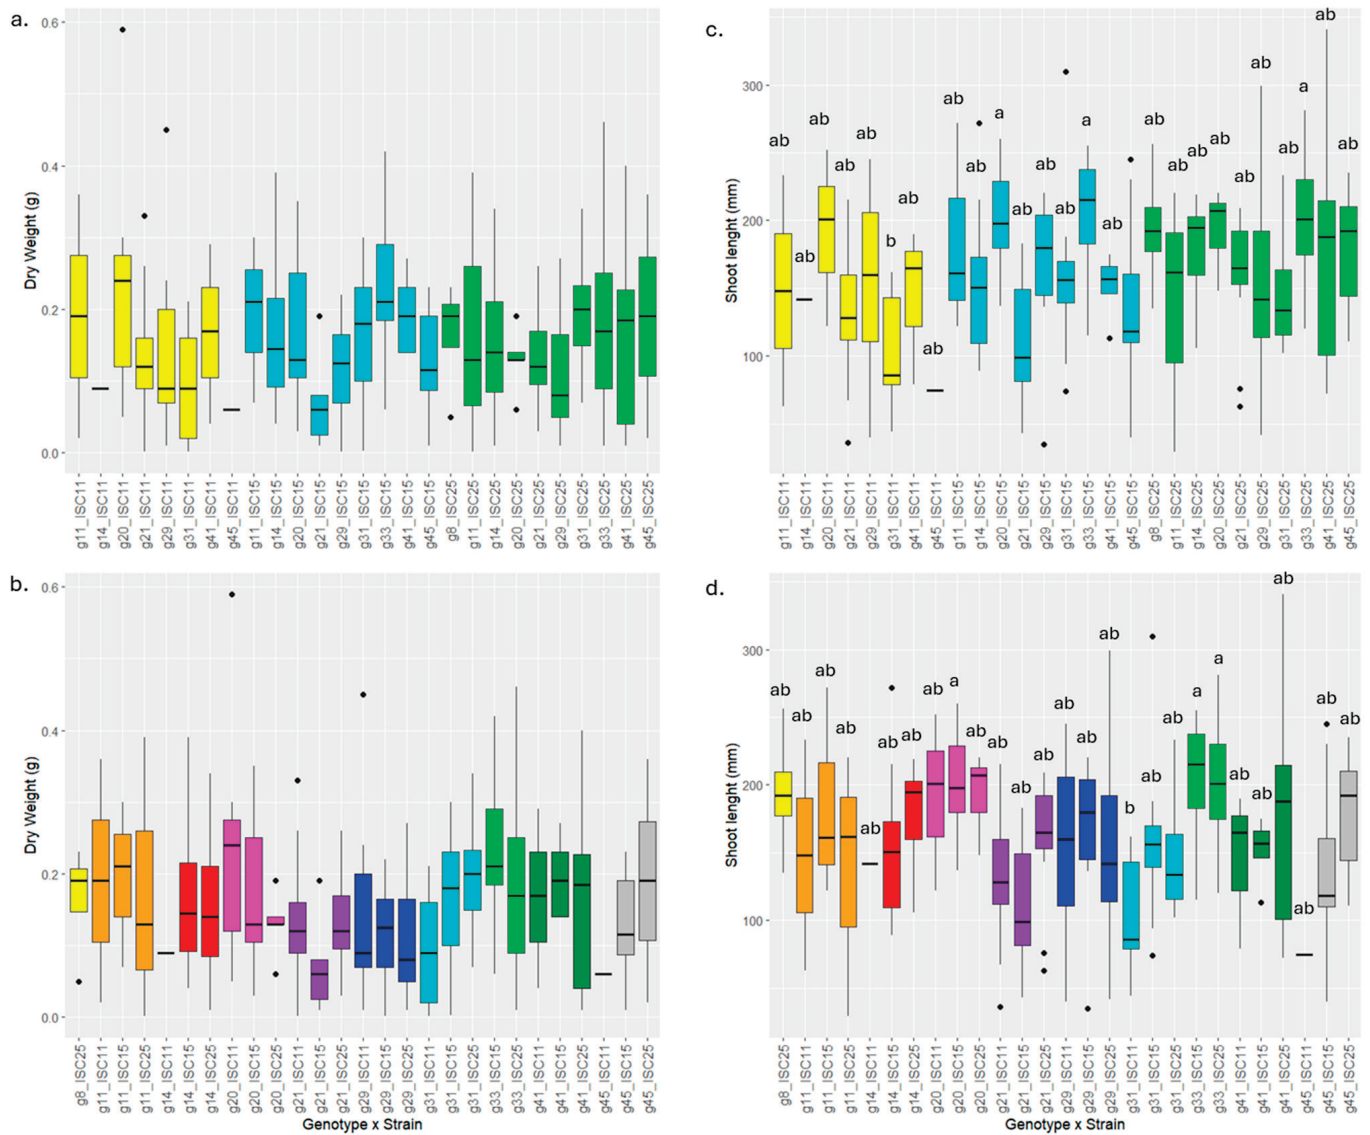 a.
Dry Weight (g)
0.6
0.4
0.2
0.0
g11_ISC11
g14_ISC11
g20_ISC11
g21_ISC11
g29_ISC11
g31_ISC11
g41_ISC11
g45_ISC11
g11_ISC15
g14_ISC15
g20_ISC15
g21_ISC15
g29_ISC15
g31_ISC15
g33_ISC15
g41_ISC15
g45_ISC15
g8_ISC25
g11_ISC25
g14_ISC25
g20_ISC25
g21_ISC25
g29_ISC25
g31_ISC25
g33_ISC25
g41_ISC25
g45_ISC25
b.
Dry Weight (g)
0.6
0.4
0.2
0.0
g8_ISC25
g11_ISC11
g11_ISC15
g11_ISC25
g14_ISC11
g14_ISC15
g14_ISC25
g20_ISC11
g20_ISC15
g20_ISC25
g21_ISC11
g21_ISC15
g21_ISC25
g29_ISC11
g29_ISC15
g29_ISC25
g31_ISC11
g31_ISC15
g31_ISC25
g33_ISC15
g33_ISC25
g41_ISC11
g41_ISC15
g41_ISC25
g45_ISC11
g45_ISC15
g45_ISC25
Genotype x Strain
c.
Shoot lenght (mm)
300
200
100
ab
ab
ab
ab
ab
b
ab
ab
ab
ab
a
ab
ab
ab
a
ab
ab
ab
ab
ab
ab
ab
ab
ab
a
ab
ab
g11_ISC11
g14_ISC11
g20_ISC11
g21_ISC11
g29_ISC11
g31_ISC11
g41_ISC11
g45_ISC11
g11_ISC15
g14_ISC15
g20_ISC15
g21_ISC15
g29_ISC15
g31_ISC15
g33_ISC15
g41_ISC15
g45_ISC15
g8_ISC25
g11_ISC25
g14_ISC25
g20_ISC25
g21_ISC25
g29_ISC25
g31_ISC25
g33_ISC25
g41_ISC25
g45_ISC25
d.
Shoot lenght (mm)
300
200
100
ab
ab
ab
ab
ab
ab
ab
ab
a
ab
ab
ab
ab
ab
ab
ab
b
ab
ab
a
a
ab
ab
ab
ab
ab
ab
g8_ISC25
g11_ISC11
g11_ISC15
g11_ISC25
g14_ISC11
g14_ISC15
g14_ISC25
g20_ISC11
g20_ISC15
g20_ISC25
g21_ISC11
g21_ISC15
g21_ISC25
g29_ISC11
g29_ISC15
g29_ISC25
g31_ISC11
g31_ISC15
g31_ISC25
g33_ISC15
g33_ISC25
g41_ISC11
g41_ISC15
g41_ISC25
g45_ISC11
g45_ISC15
g45_ISC25
Genotype x Strain